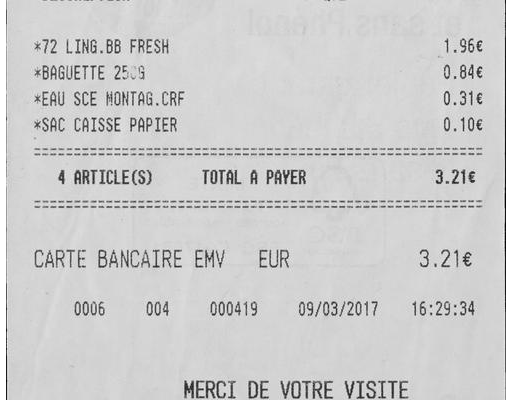 *72 LING.BB FRESH 1.96€
*BAGUETTE 250G 0.84€
*EAU SCE MONTAG.CRF 0.31€
*SAC CAISSE PAPIER 0.10€
==========================================
4 ARTICLE(S) TOTAL A PAYER 3.21€
==========================================
CARTE BANCAIRE EMV EUR 3.21€
0006 004 000419 09/03/2017 16:29:34
MERCI DE VOTRE VISITE